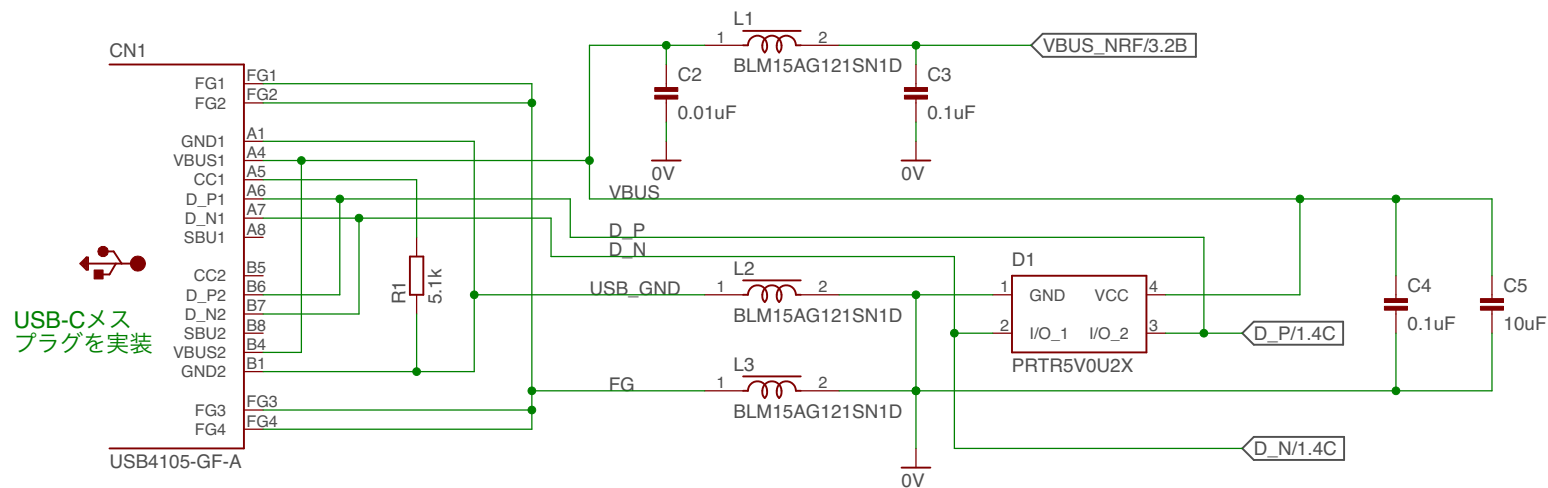 CN1
FG1 FG1
FG2 FG2
GND1 A1
VBUS1 A4
CC1 A5
D_P1 A6
D_N1 A7
SBU1 A8
CC2 B5
D_P2 B6
D_N2 B7
SBU2 B8
VBUS2 B4
GND2 B1
FG3 FG3
FG4 FG4
USB4105-GF-A
USB-Cメス
プラグを実装
R1
5.1k
L1
1 2
BLM15AG121SN1D
VBUS_NRF/3.2B
C2
0.01uF
0V
C3
0.1uF
0V
VBUS
D_P
D_N
USB_GND
L2
1 2
BLM15AG121SN1D
FG
L3
1 2
BLM15AG121SN1D
0V
D1
1 GND VCC 4
2 I/O_1 I/O_2 3
PRTR5V0U2X
C4
0.1uF
C5
10uF
D_P/1.4C
D_N/1.4C